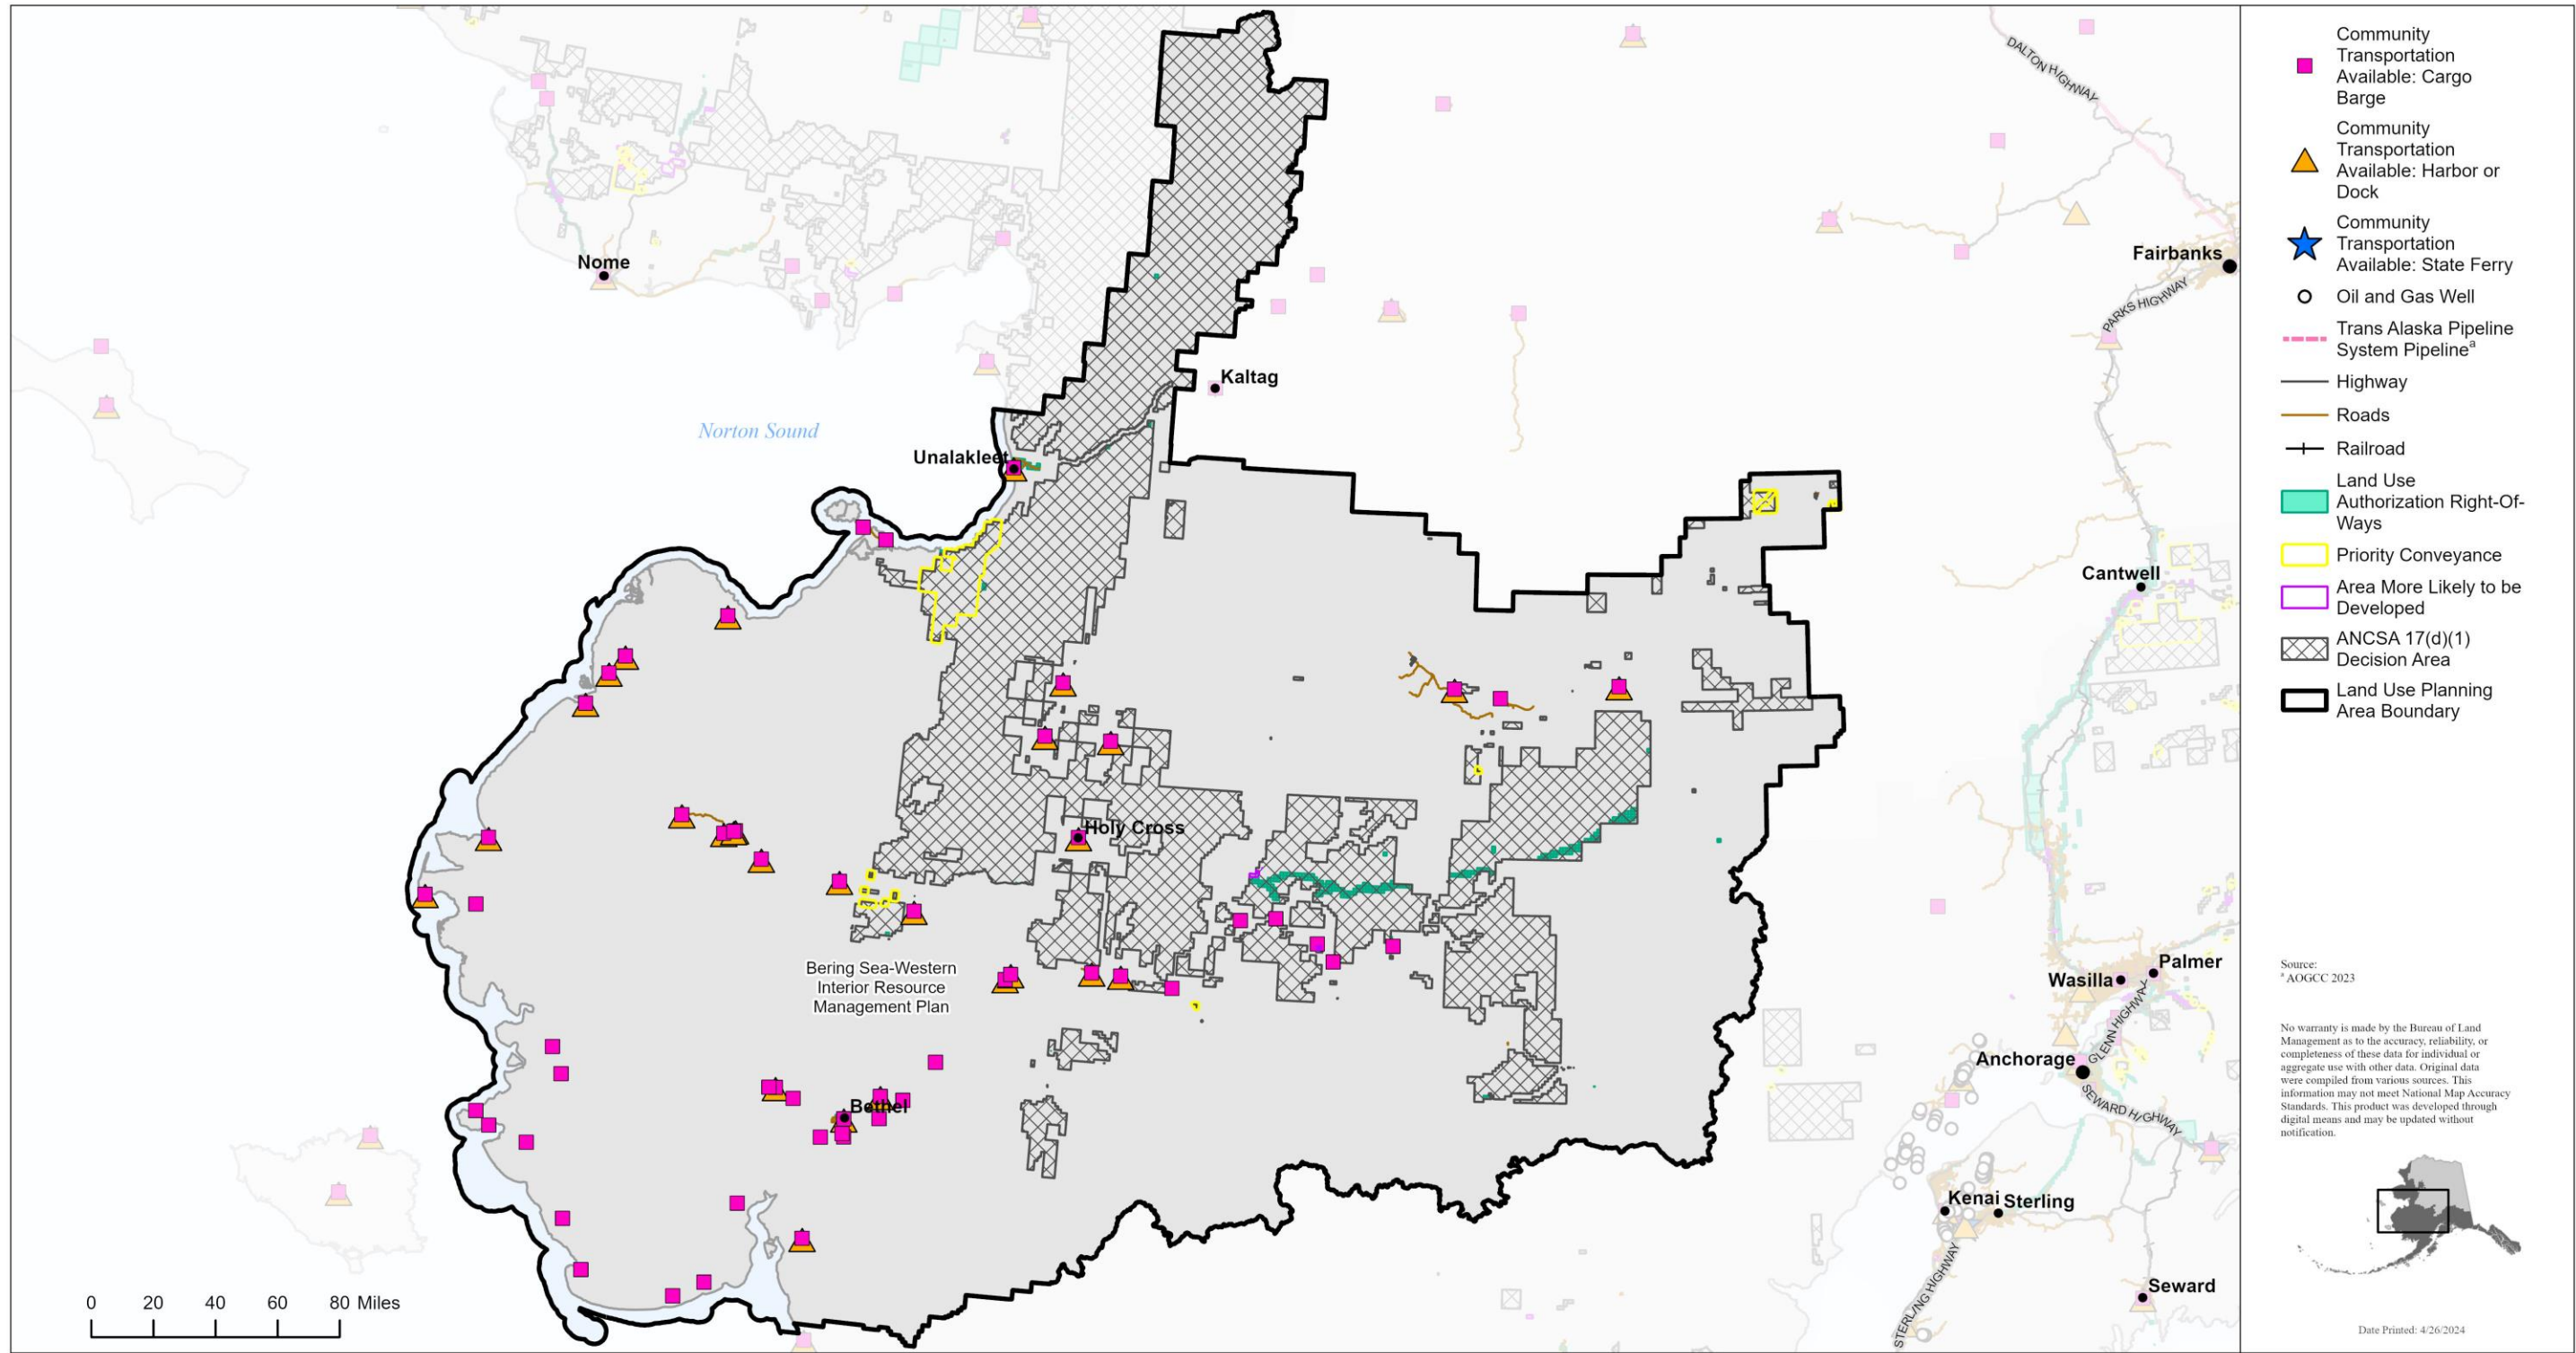 DALTON HIGHWAY
Nome
Fairbanks
PARKS HIGHWAY
Kaltag
Norton Sound
Unalakleet
Cantwell
Holy Cross
Bering Sea-Western
Interior Resource
Management Plan
Palmer
Wasilla
GLENN HIGHWAY
Anchorage
SEWARD HIGHWAY
Bethel
Kenai
Sterling
STERLING HIGHWAY
Seward
0 20 40 60 80 Miles
Community
Transportation
Available: Cargo
Barge
Community
Transportation
Available: Harbor or
Dock
Community
Transportation
Available: State Ferry
Oil and Gas Well
Trans Alaska Pipeline
System Pipelineª
Highway
Roads
Railroad
Land Use
Authorization Right-Of-
Ways
Priority Conveyance
Area More Likely to be
Developed
ANCSA 17(d)(1)
Decision Area
Land Use Planning
Area Boundary
Source:
ª AOGCC 2023
No warranty is made by the Bureau of Land
Management as to the accuracy, reliability, or
completeness of these data for individual or
aggregate use with other data. Original data
were compiled from various sources. This
information may not meet National Map Accuracy
Standards. This product was developed through
digital means and may be updated without
notification.
Date Printed: 4/26/2024